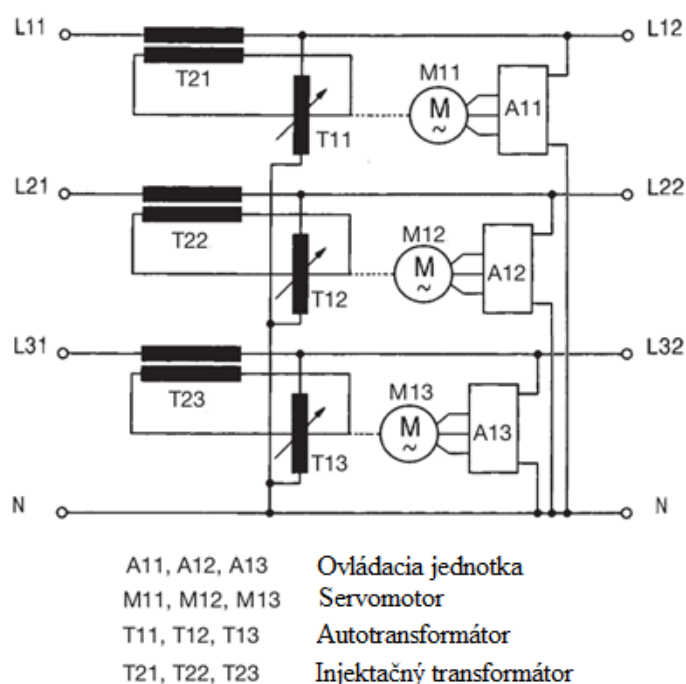 L11 L12
T21 M11 M ~ A11
T11
L21 L22
T22 M12 M ~ A12
T12
L31 L32
T23 M13 M ~ A13
T13
N N
A11, A12, A13 Ovládacia jednotka
M11, M12, M13 Servomotor
T11, T12, T13 Autotransformátor
T21, T22, T23 Injektačný transformátor